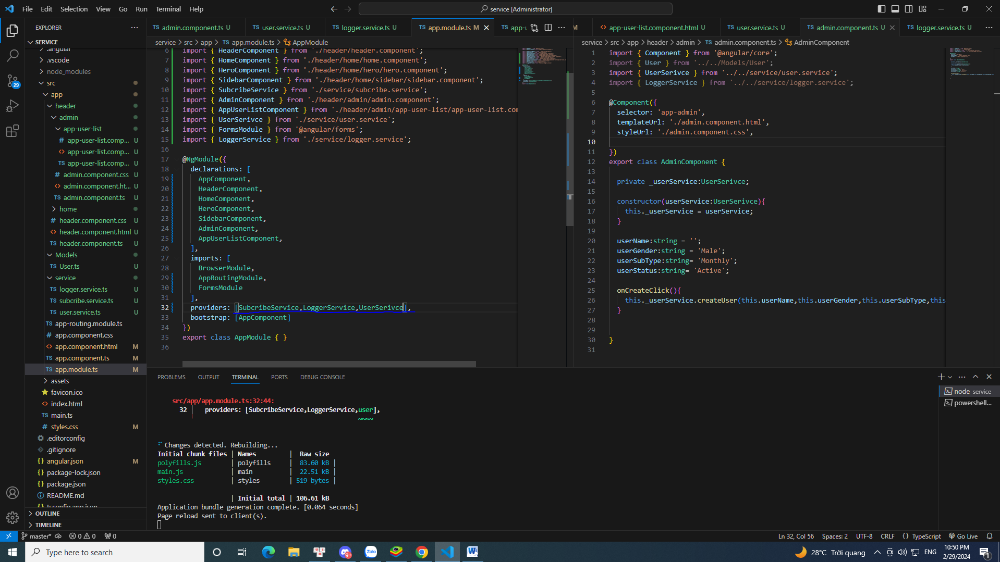 File Edit Selection View Go Run Terminal Help
service [Administrator]
EXPLORER
SERVICE
.angular
.vscode
node_modules
src
app
header
admin
app-user-list
app-user-list.comp... U
app-user-list.comp... U
app-user-list.comp... U
admin.component.css U
admin.component.ht... U
admin.component.ts U
home
header.component.css U
header.component.html U
header.component.ts U
Models
User.ts U
service
logger.service.ts U
subcribe.service.ts U
user.service.ts U
app-routing.module.ts
app.component.css
app.component.html M
app.component.ts M
app.module.ts M
assets
favicon.ico
index.html
main.ts
styles.css M
.editorconfig
.gitignore
angular.json M
package-lock.json
package.json
README.md
tsconfig.app.json
OUTLINE
TIMELINE
29
admin.component.ts U user.service.ts U logger.service.ts U app.module.ts M
service > src > app > app.module.ts > AppModule
6 import { HeaderComponent } from './header/header.component';
7 import { HomeComponent } from './header/home/home.component';
8 import { HeroComponent } from './header/home/hero/hero.component';
9 import { SidebarComponent } from './header/home/sidebar/sidebar.component';
10 import { SubcribeService } from './service/subcribe.service';
11 import { AdminComponent } from './header/admin/admin.component';
12 import { AppUserListComponent } from './header/admin/app-user-list/app-user-list.com
13 import { UserSerivce } from './service/user.service';
14 import { FormsModule } from '@angular/forms';
15 import { LoggerService } from './service/logger.service';
16
17 @NgModule({
18 declarations: [
19 AppComponent,
20 HeaderComponent,
21 HomeComponent,
22 HeroComponent,
23 SidebarComponent,
24 AdminComponent,
25 AppUserListComponent,
26 ],
27 imports: [
28 BrowserModule,
29 AppRoutingModule,
30 FormsModule
31 ],
32 providers: [SubcribeService,LoggerService,UserSerivce],
33 bootstrap: [AppComponent]
34 })
35 export class AppModule { }
36
M app-user-list.component.html U user.service.ts U admin.component.ts U logger.service.ts U
service > src > app > header > admin > admin.component.ts > AdminComponent
1 import { Component } from '@angular/core';
2 import { User } from '../../Models/User';
3 import { UserSerivce } from '../../service/user.service';
4 import { LoggerService } from '../../service/logger.service';
5
6 @Component({
7 selector: 'app-admin',
8 templateUrl: './admin.component.html',
9 styleUrl: './admin.component.css',
10
11 })
12 export class AdminComponent {
13
14 private _userService:UserSerivce;
15
16 constructor(userService:UserSerivce){
17 this._userService = userService;
18 }
19
20 userName:string = '';
21 userGender:string = 'Male';
22 userSubType:string= 'Monthly';
23 userStatus:string= 'Active';
24
25 onCreateClick(){
26 this._userService.createUser(this.userName,this.userGender,this.userSubType,this
27 }
28
29
30 }
31
PROBLEMS OUTPUT TERMINAL PORTS DEBUG CONSOLE
src/app/app.module.ts:32:44:
32 │ providers: [SubcribeService,LoggerService,user],
~~~~
Changes detected. Rebuilding...
Initial chunk files | Names | Raw size
polyfills.js | polyfills | 83.60 kB |
main.js | main | 22.51 kB |
styles.css | styles | 519 bytes |
| Initial total | 106.61 kB
Application bundle generation complete. [0.064 seconds]
Page reload sent to client(s).
node service
powershell...
master* 0 0 0
Ln 32, Col 56 Spaces: 2 UTF-8 CRLF {} TypeScript Go Live
Type here to search
Zalo
28°C Trời quang
ENG
10:50 PM
2/29/2024
1